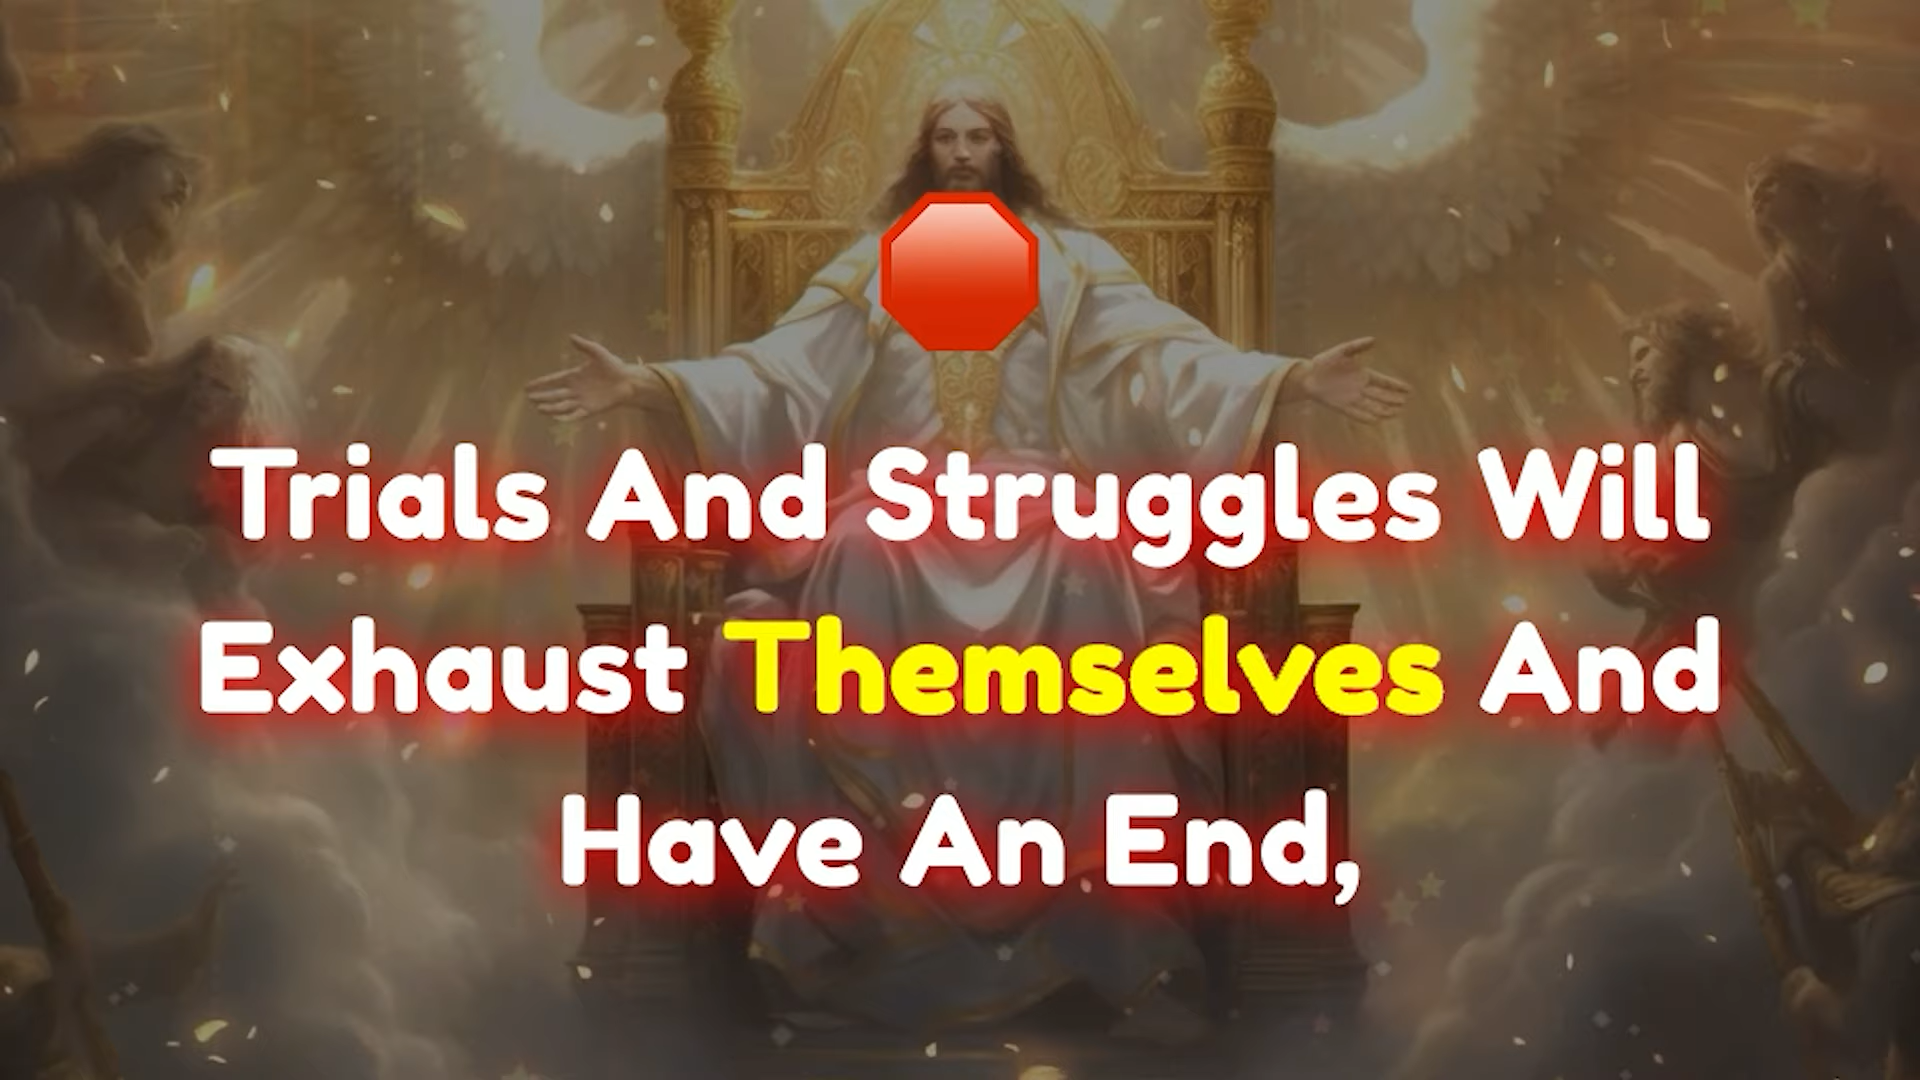 Trials And Struggles Will
Exhaust Themselves And
Have An End,